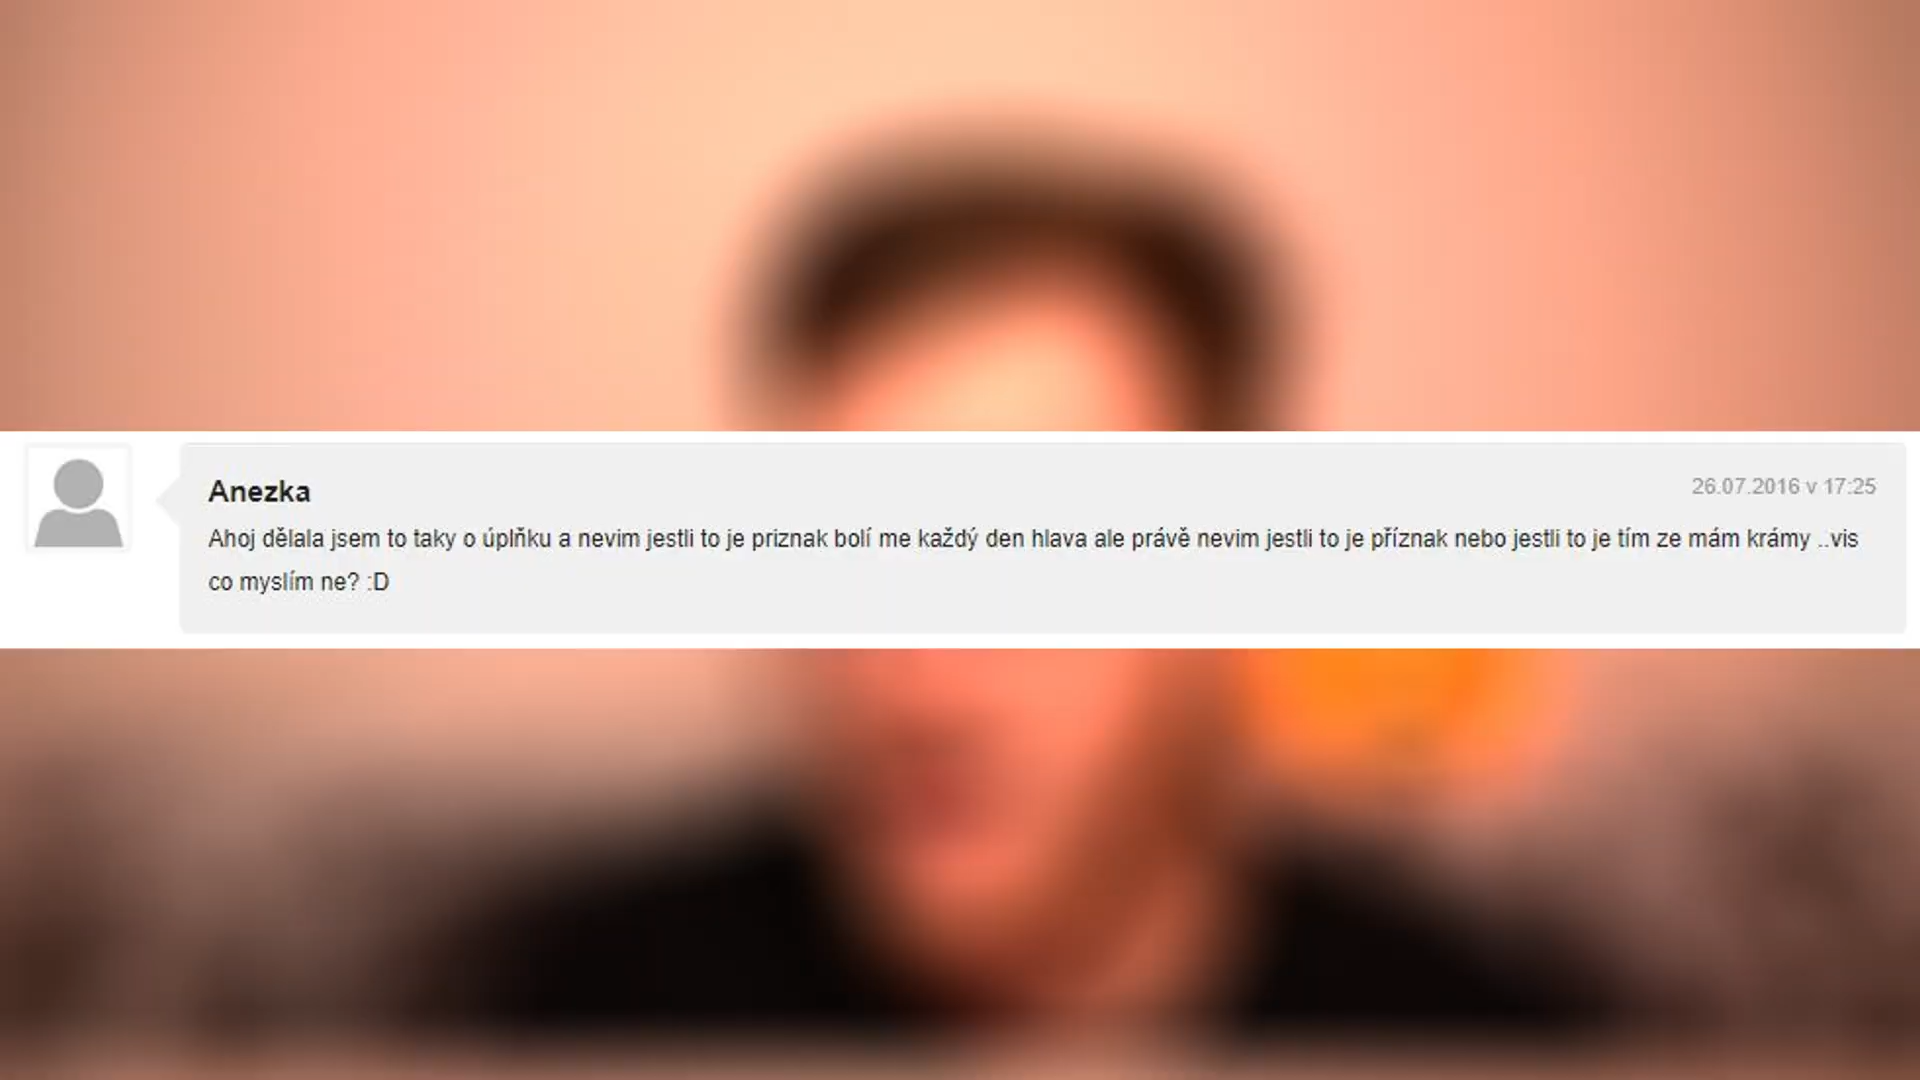 Anezka
26.07.2016 v 17:25
Ahoj dělala jsem to taky o úplňku a nevim jestli to je priznak bolí me každý den hlava ale právě nevim jestli to je příznak nebo jestli to je tím ze mám krámy ..vis
co myslím ne? :D